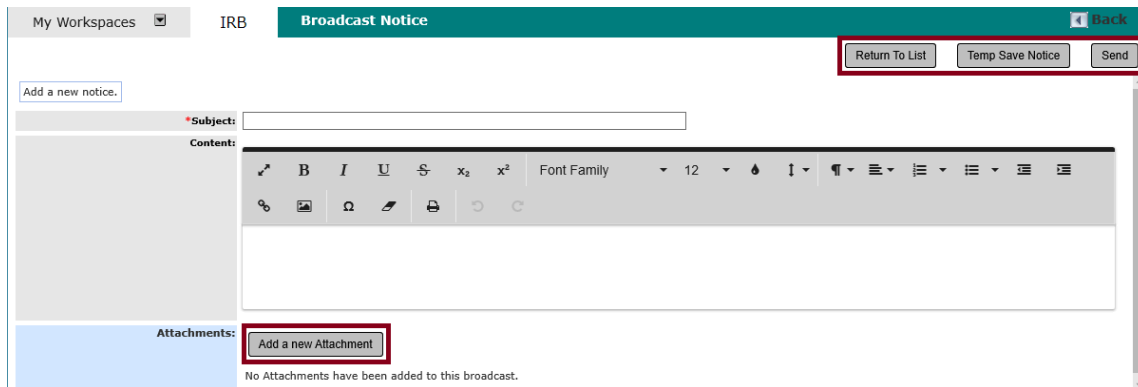 My Workspaces IRB Broadcast Notice Back
Return To List Temp Save Notice Send
Add a new notice.
*Subject:
Content:
B I U S x₂ x² Font Family 12 ¶
Ω
Attachments:
Add a new Attachment
No Attachments have been added to this broadcast.